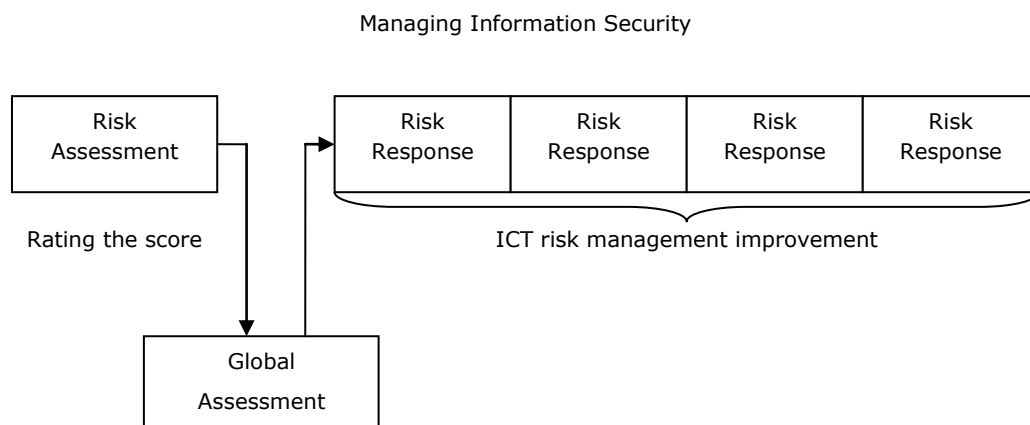 Managing Information Security
Risk
Assessment
Risk
Response
Risk
Response
Risk
Response
Risk
Response
Rating the score
ICT risk management improvement
Global
Assessment